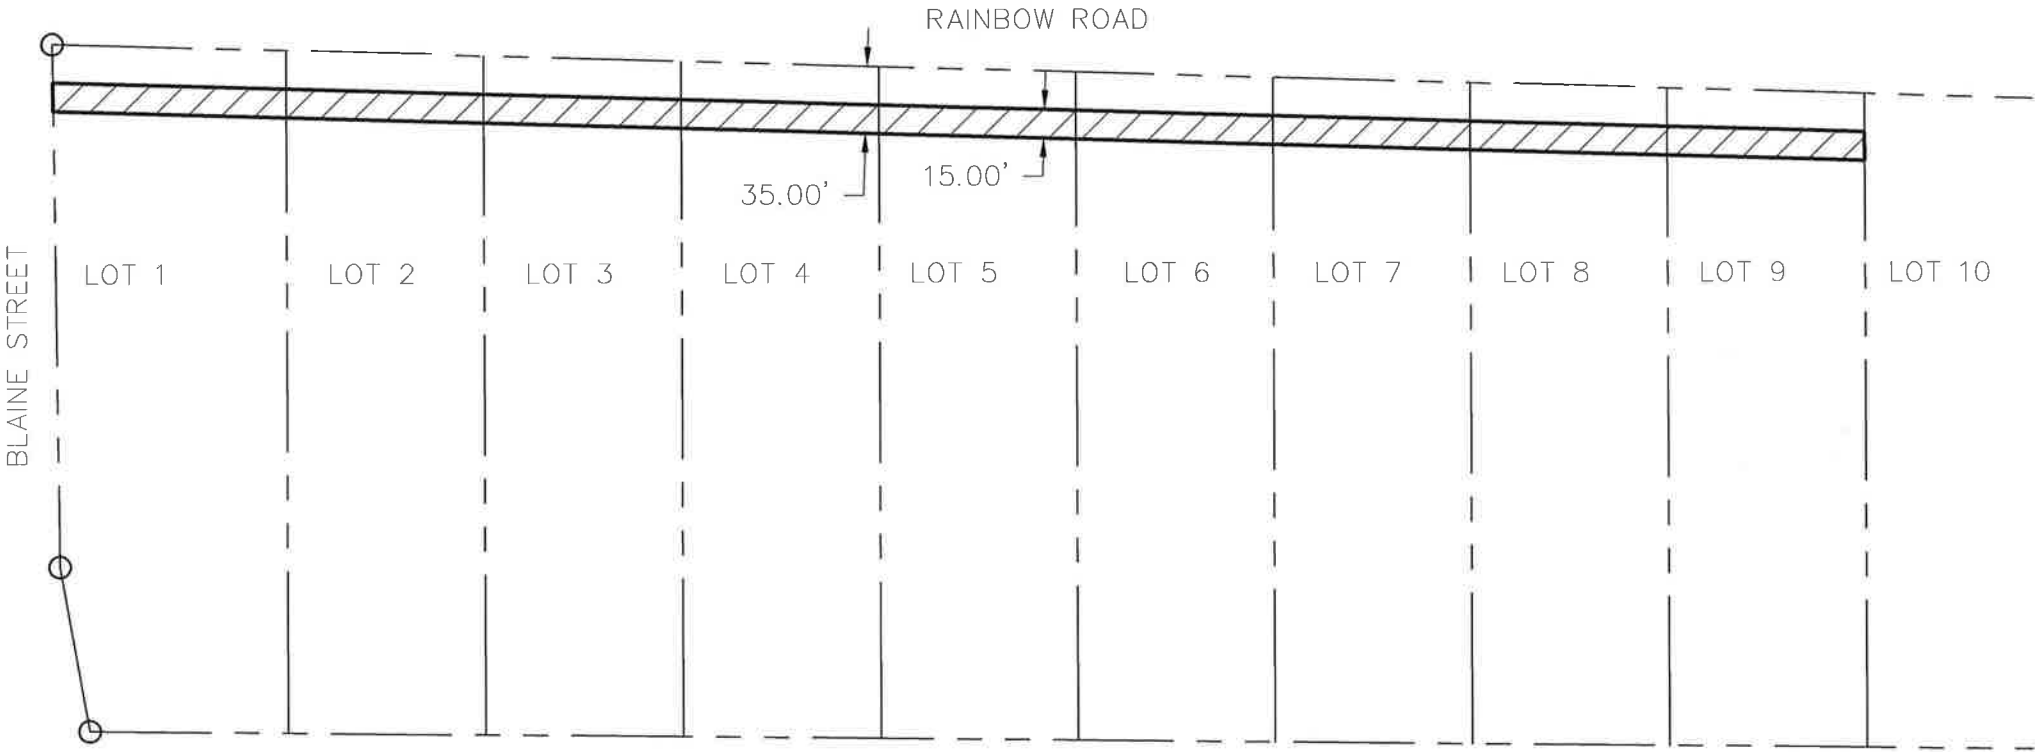 RAINBOW ROAD
35.00'
15.00'
BLAINE STREET
LOT 1
LOT 2
LOT 3
LOT 4
LOT 5
LOT 6
LOT 7
LOT 8
LOT 9
LOT 10